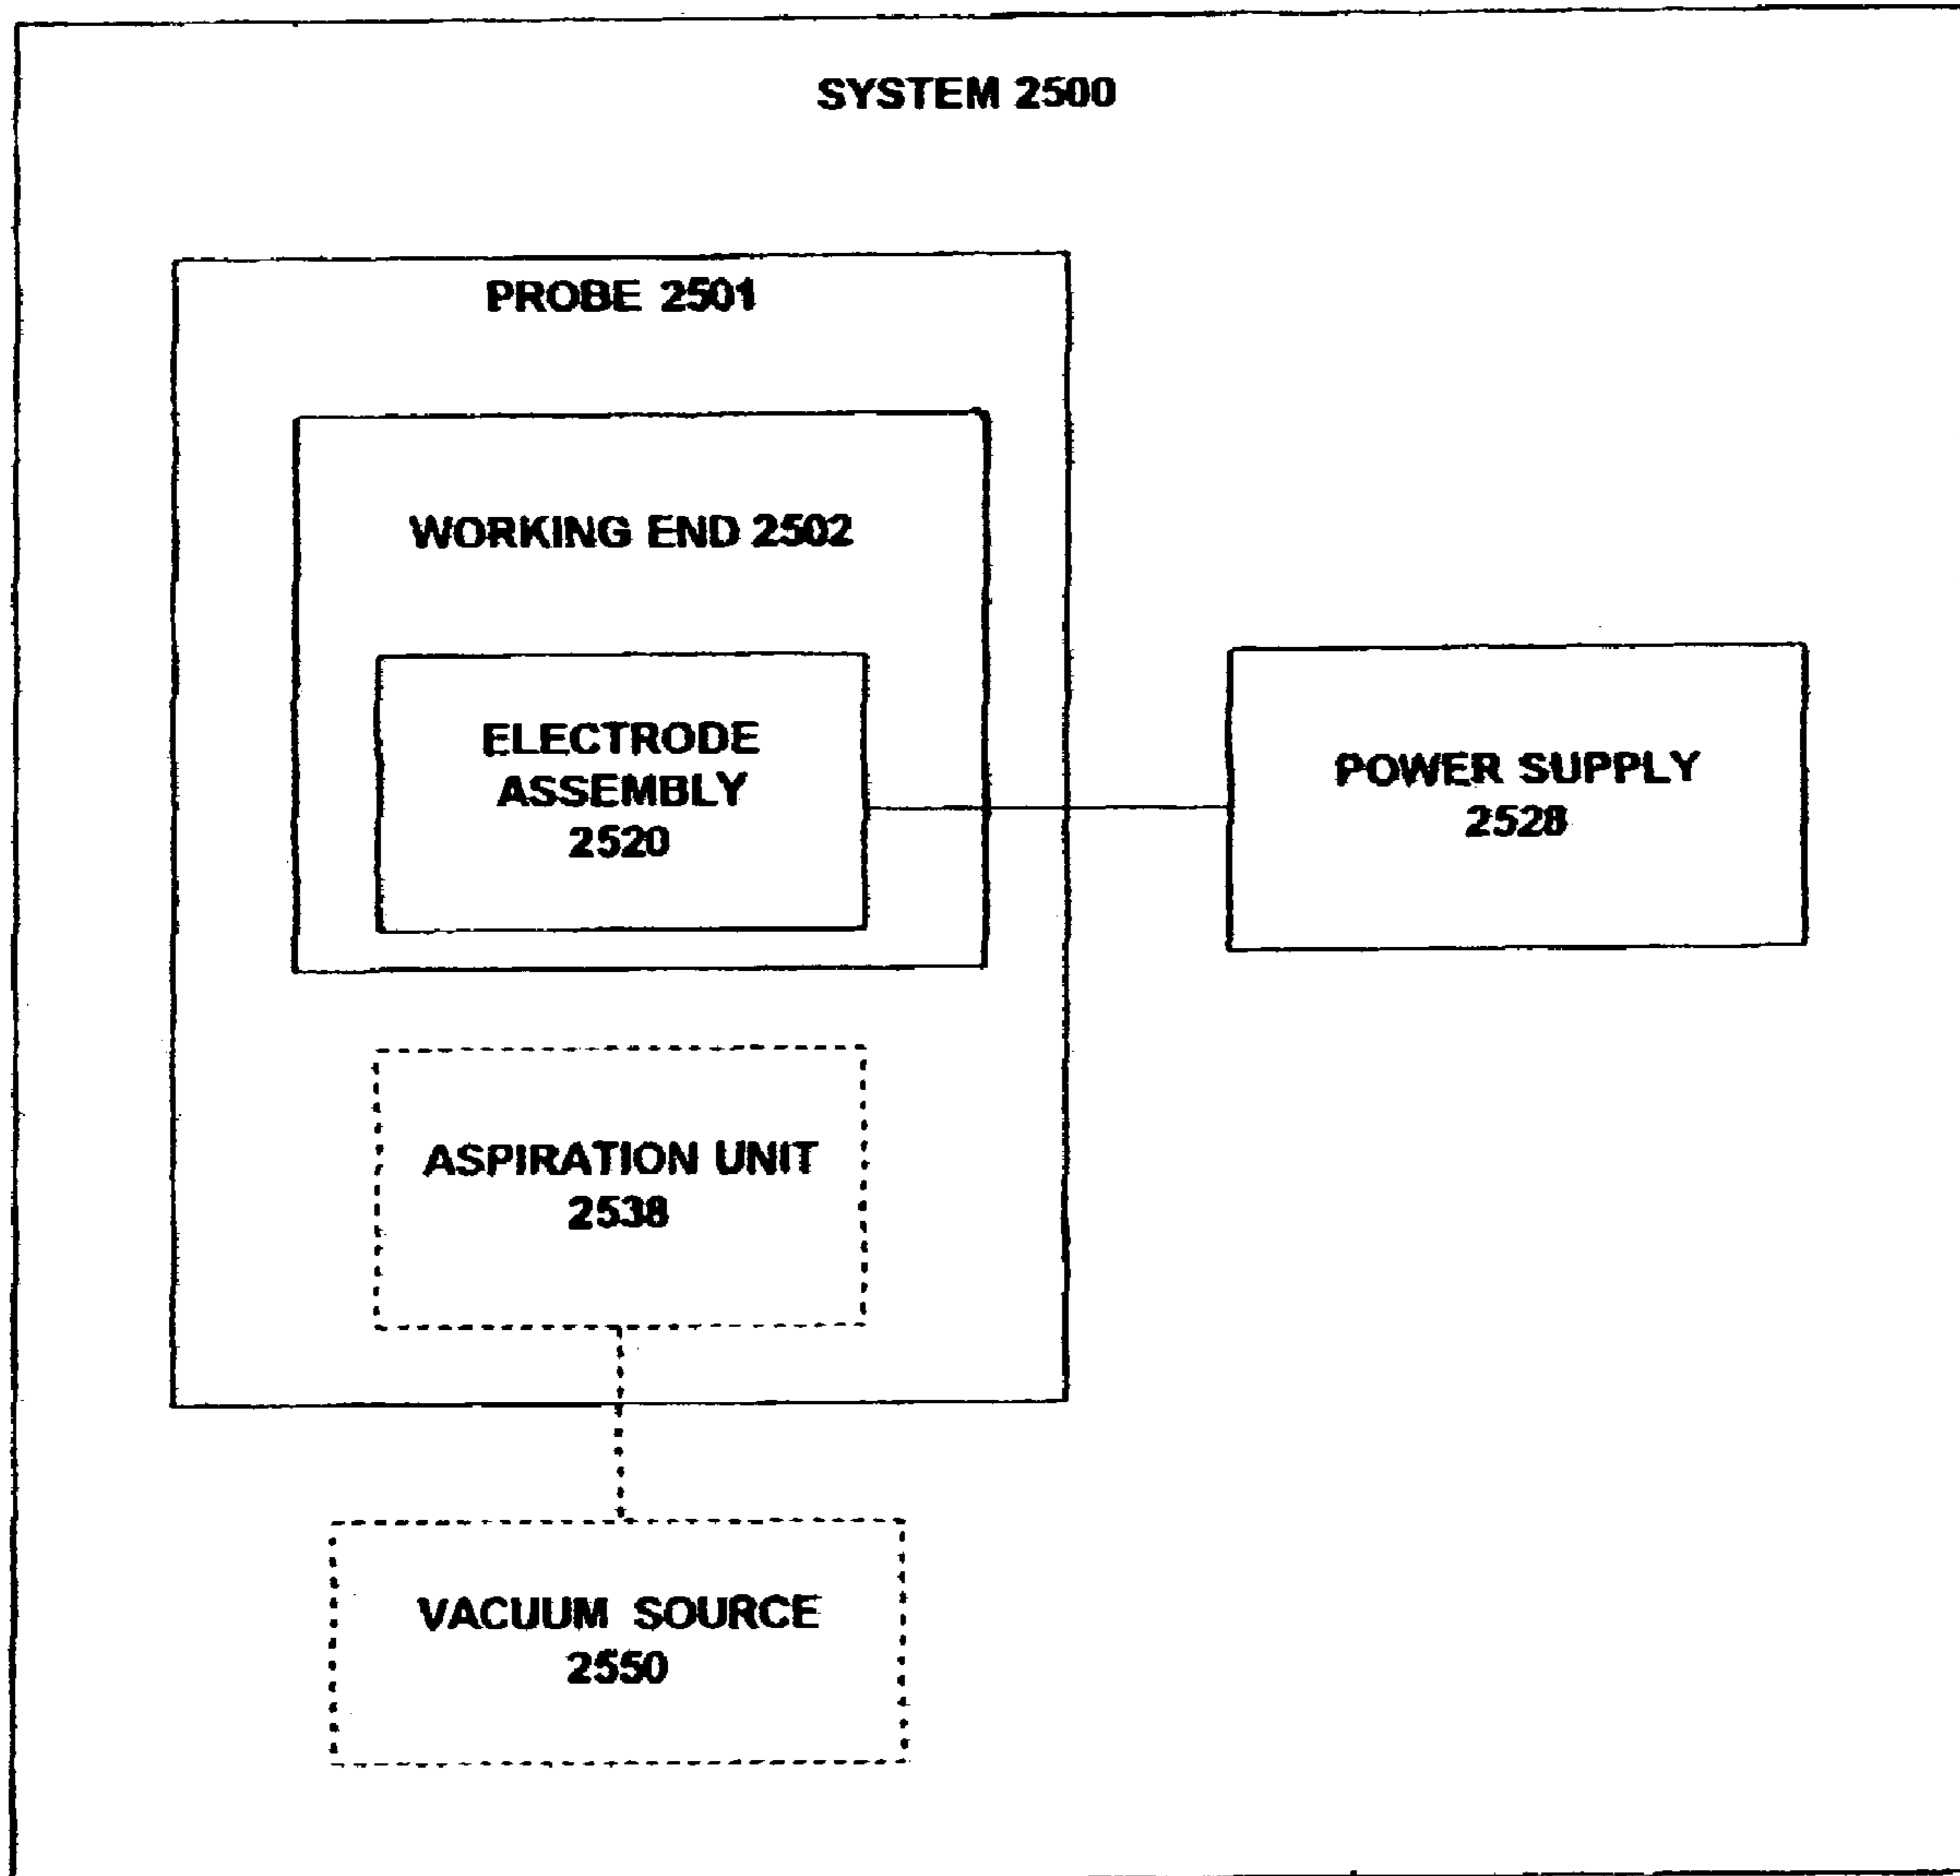 SYSTEM 2500
PROBE 2501
WORKING END 2502
ELECTRODE
ASSEMBLY
2520
POWER SUPPLY
2528
ASPIRATION UNIT
2538
VACUUM SOURCE
2550